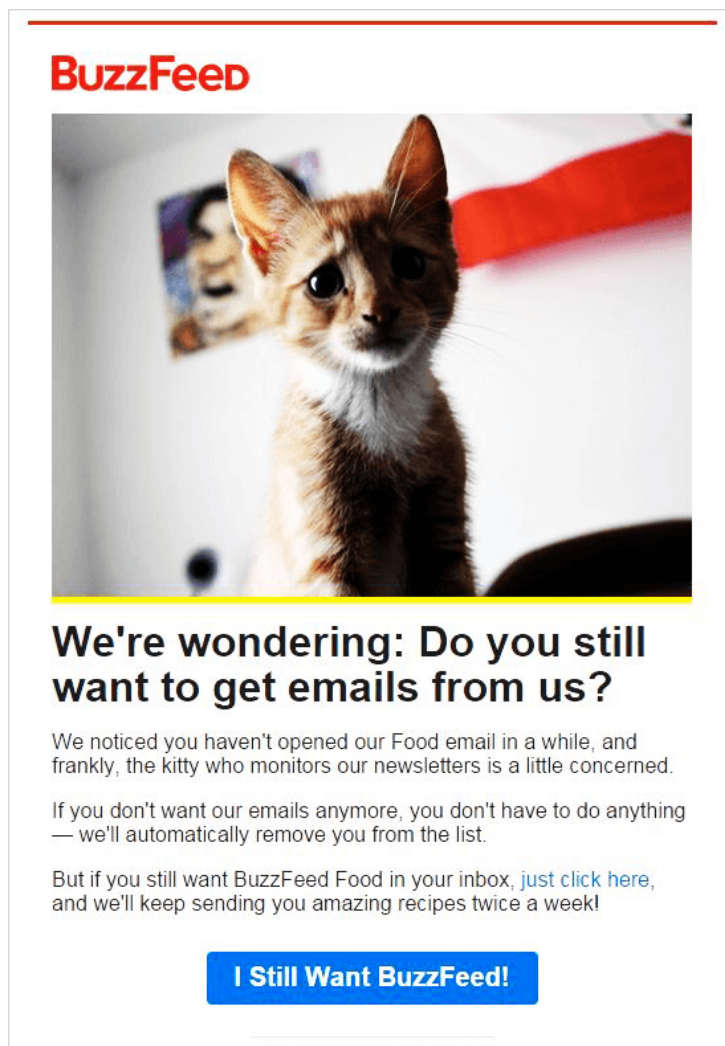 BuzzFeed
We're wondering: Do you still
want to get emails from us?
We noticed you haven't opened our Food email in a while, and
frankly, the kitty who monitors our newsletters is a little concerned.
If you don't want our emails anymore, you don't have to do anything
— we'll automatically remove you from the list.
But if you still want BuzzFeed Food in your inbox, just click here,
and we'll keep sending you amazing recipes twice a week!
I Still Want BuzzFeed!